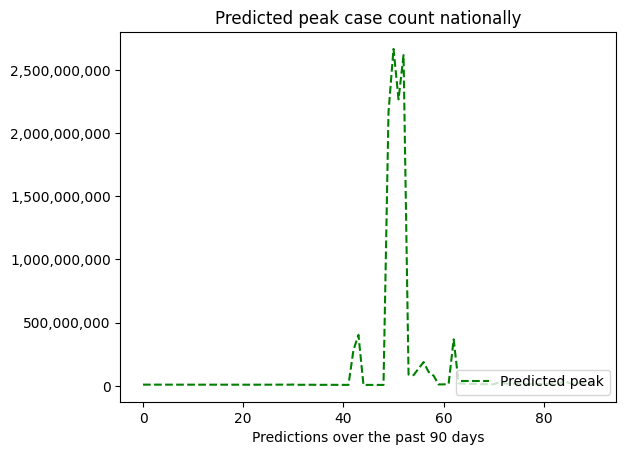 Predicted peak case count nationally
2,500,000,000
2,000,000,000
1,500,000,000
1,000,000,000
500,000,000
0
Predicted peak
0 20 40 60 80
Predictions over the past 90 days